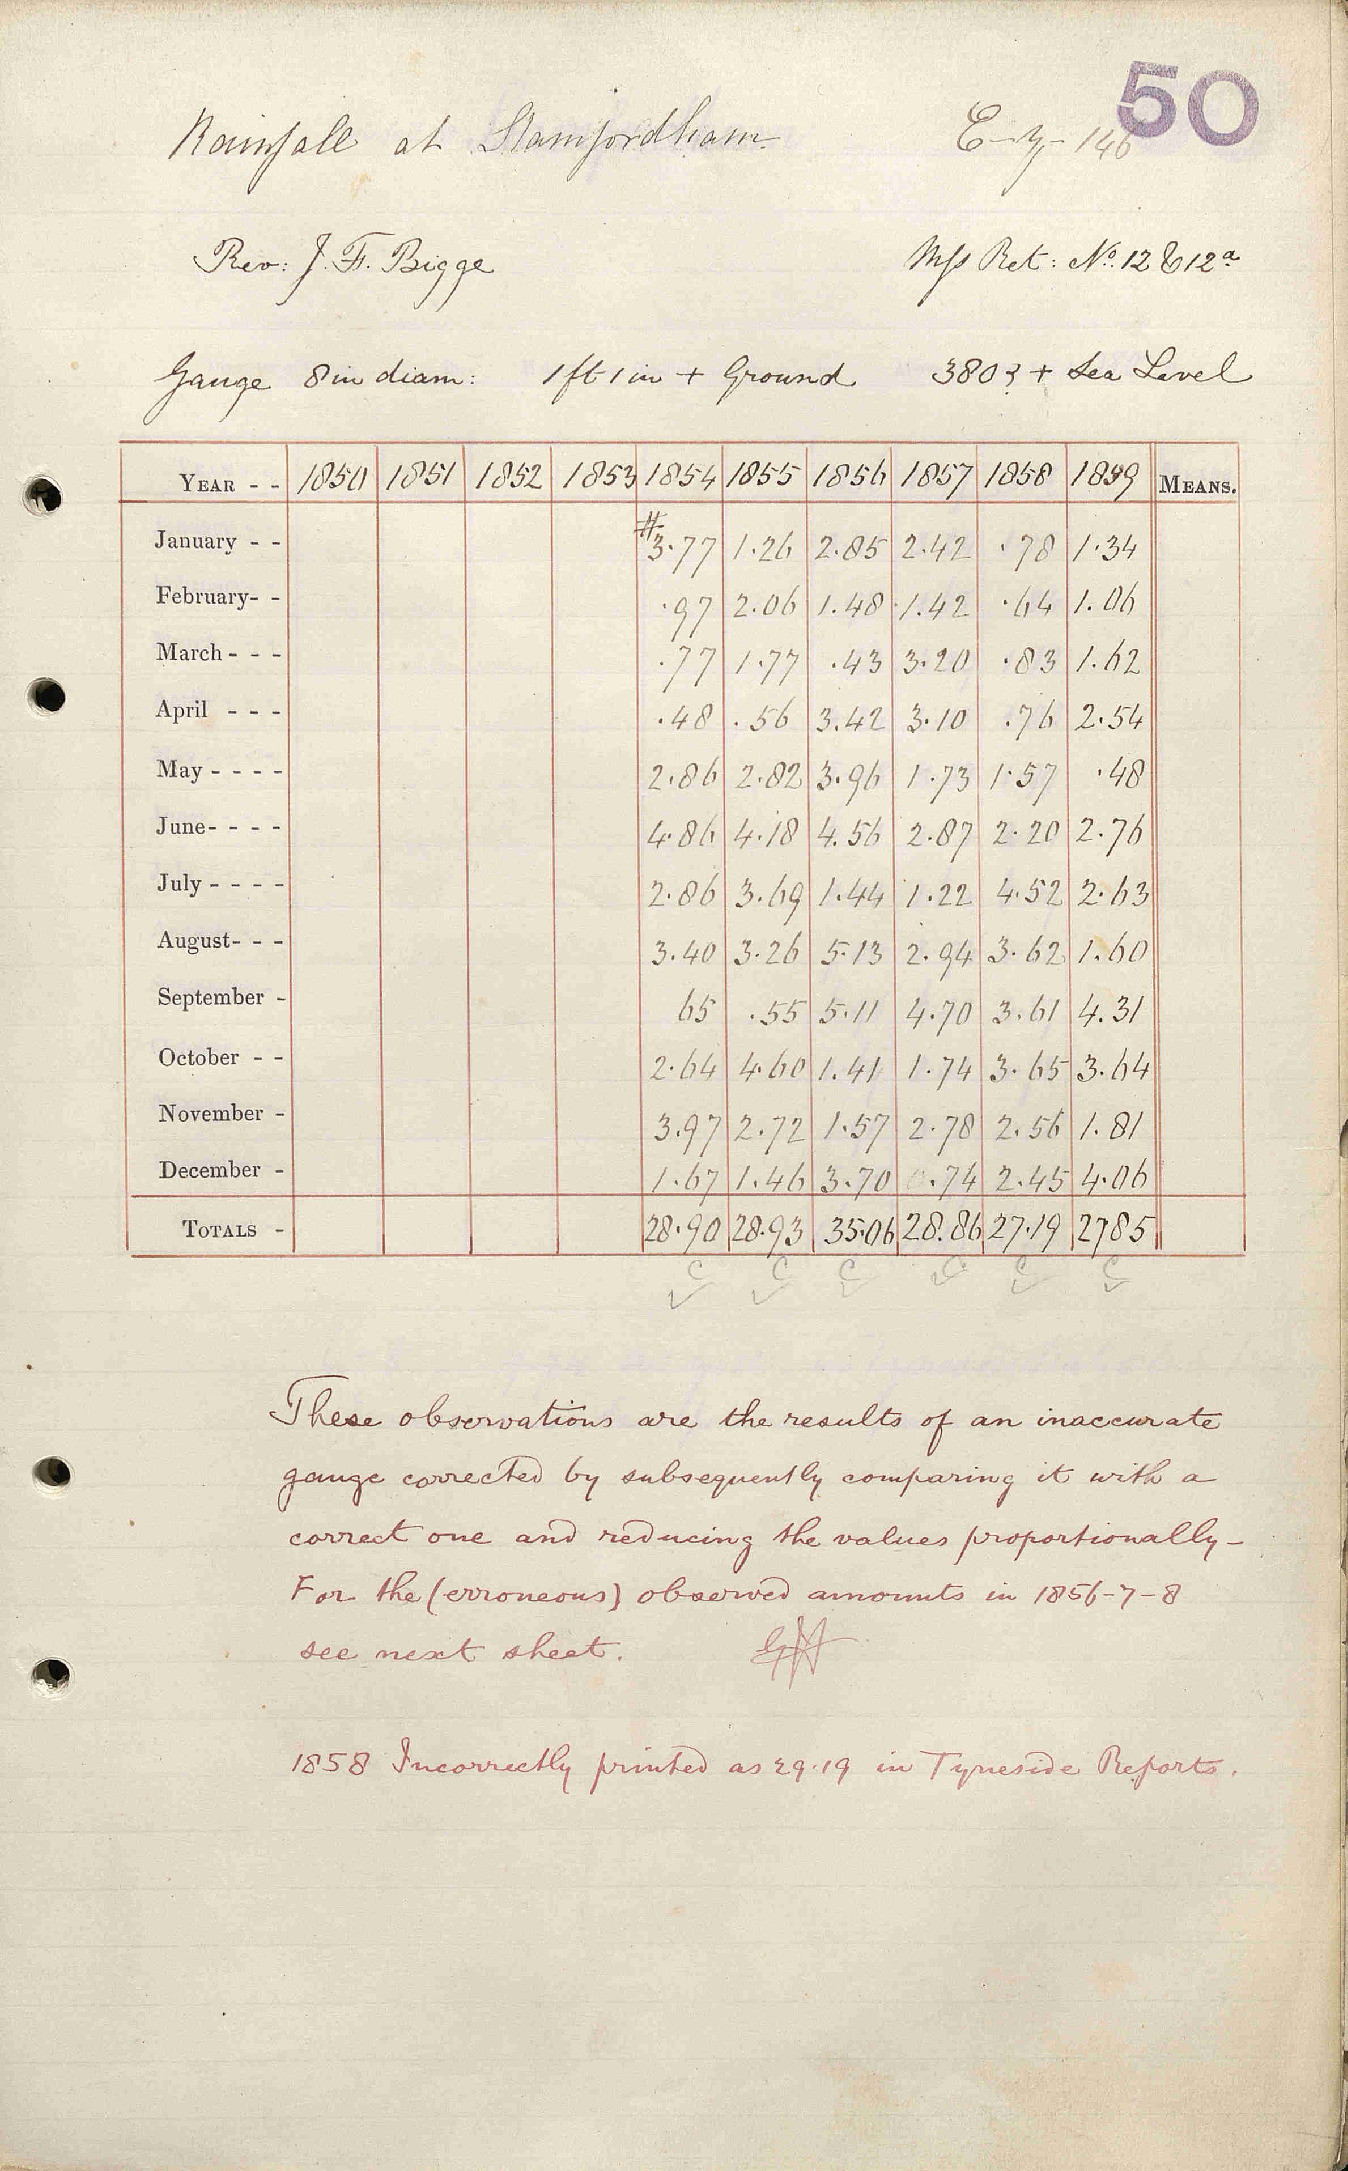 50
Rainfall at Stamfordham
Rev: J. F. Bigge Mss Ret: No. 12 & 12a
Gauge 8 in diam: 1 ft 1 in + Ground 380? + Sea Level
YEAR - - 1850 1851 1852 1853 1854 1855 1856 1857 1858 1859 MEANS.
January - - #3.77 1.26 2.85 2.42 .78 1.34
February- - .97 2.06 1.48 1.42 .64 1.06
March - - - .77 1.77 .43 3.20 .83 1.62
April - - - .48 .56 3.42 3.10 .76 2.54
May - - - - 2.86 2.82 3.96 1.73 1.57 .48
June- - - - 4.86 4.18 4.56 2.87 2.20 2.76
July - - - - 2.86 3.69 1.44 1.22 4.52 2.63
August- - - 3.40 3.26 5.13 2.94 3.62 1.60
September - 65 .55 5.11 4.70 3.61 4.31
October - - 2.64 4.60 1.41 1.74 3.65 3.64
November - 3.97 2.72 1.57 2.78 2.56 1.81
December - 1.67 1.46 3.70 0.74 2.45 4.06
TOTALS - 28.90 28.93 35.06 28.86 27.19 2785
C C C C C C
These observations are the results of an inaccurate
gauge corrected by subsequently comparing it with a
correct one and reducing the values proportionally -
For the (erroneous) observed amounts in 1856-7-8
see next sheet.
1858 Incorrectly printed as 29.19 in Tyneside Reports.